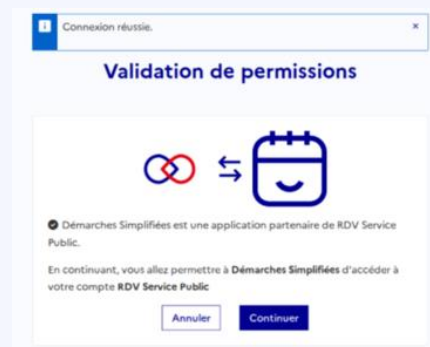 Connexion réussie.
×
Validation de permissions
Démarches Simplifiées est une application partenaire de RDV Service
Public.
En continuant, vous allez permettre à Démarches Simplifiées d'accéder à
votre compte RDV Service Public
Annuler
Continuer